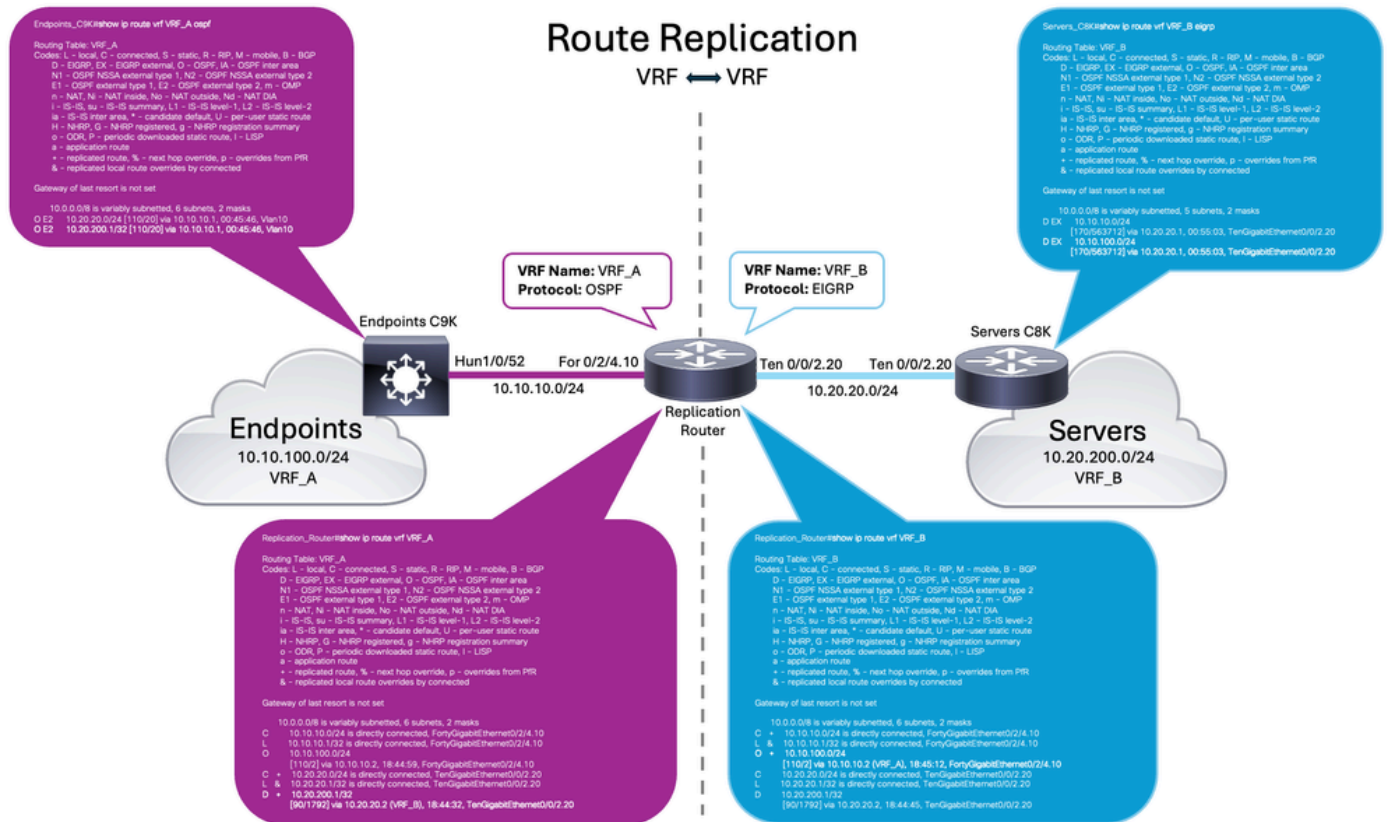 Route Replication
VRF ⟷ VRF
Endpoints_C9K#show ip route vrf VRF_A ospf
Routing Table: VRF_A
Codes: L - local, C - connected, S - static, R - RIP, M - mobile, B - BGP
D - EIGRP, EX - EIGRP external, O - OSPF, IA - OSPF inter area
N1 - OSPF NSSA external type 1, N2 - OSPF NSSA external type 2
E1 - OSPF external type 1, E2 - OSPF external type 2, m - OMP
n - NAT, Ni - NAT inside, No - NAT outside, Nd - NAT DIA
i - IS-IS, su - IS-IS summary, L1 - IS-IS level-1, L2 - IS-IS level-2
ia - IS-IS inter area, * - candidate default, U - per-user static route
H - NHRP, G - NHRP registered, g - NHRP registration summary
o - ODR, P - periodic downloaded static route, l - LISP
a - application route
+ - replicated route, % - next hop override, p - overrides from PfR
& - replicated local route overrides by connected
Gateway of last resort is not set
10.0.0.0/8 is variably subnetted, 6 subnets, 2 masks
O E2 10.20.20.0/24 [110/20] via 10.10.10.1, 00:45:46, Vlan10
O E2 10.20.200.1/32 [110/20] via 10.10.10.1, 00:45:46, Vlan10
Servers_C8K#show ip route vrf VRF_B eigrp
Routing Table: VRF_B
Codes: L - local, C - connected, S - static, R - RIP, M - mobile, B - BGP
D - EIGRP, EX - EIGRP external, O - OSPF, IA - OSPF inter area
N1 - OSPF NSSA external type 1, N2 - OSPF NSSA external type 2
E1 - OSPF external type 1, E2 - OSPF external type 2, m - OMP
n - NAT, Ni - NAT inside, No - NAT outside, Nd - NAT DIA
i - IS-IS, su - IS-IS summary, L1 - IS-IS level-1, L2 - IS-IS level-2
ia - IS-IS inter area, * - candidate default, U - per-user static route
H - NHRP, G - NHRP registered, g - NHRP registration summary
o - ODR, P - periodic downloaded static route, l - LISP
a - application route
+ - replicated route, % - next hop override, p - overrides from PfR
& - replicated local route overrides by connected
Gateway of last resort is not set
10.0.0.0/8 is variably subnetted, 5 subnets, 2 masks
D EX 10.10.10.0/24
[170/563712] via 10.20.20.1, 00:55:03, TenGigabitEthernet0/0/2.20
D EX 10.10.100.0/24
[170/563712] via 10.20.20.1, 00:55:03, TenGigabitEthernet0/0/2.20
VRF Name: VRF_A
Protocol: OSPF
VRF Name: VRF_B
Protocol: EIGRP
Endpoints C9K
Servers C8K
Hun1/0/52
For 0/2/4.10
Ten 0/0/2.20
Ten 0/0/2.20
10.10.10.0/24
10.20.20.0/24
Replication
Router
Endpoints
10.10.100.0/24
VRF_A
Servers
10.20.200.0/24
VRF_B
Replication_Router#show ip route vrf VRF_A
Routing Table: VRF_A
Codes: L - local, C - connected, S - static, R - RIP, M - mobile, B - BGP
D - EIGRP, EX - EIGRP external, O - OSPF, IA - OSPF inter area
N1 - OSPF NSSA external type 1, N2 - OSPF NSSA external type 2
E1 - OSPF external type 1, E2 - OSPF external type 2, m - OMP
n - NAT, Ni - NAT inside, No - NAT outside, Nd - NAT DIA
i - IS-IS, su - IS-IS summary, L1 - IS-IS level-1, L2 - IS-IS level-2
ia - IS-IS inter area, * - candidate default, U - per-user static route
H - NHRP, G - NHRP registered, g - NHRP registration summary
o - ODR, P - periodic downloaded static route, l - LISP
a - application route
+ - replicated route, % - next hop override, p - overrides from PfR
& - replicated local route overrides by connected
Gateway of last resort is not set
10.0.0.0/8 is variably subnetted, 6 subnets, 2 masks
C 10.10.10.0/24 is directly connected, FortyGigabitEthernet0/2/4.10
L 10.10.10.1/32 is directly connected, FortyGigabitEthernet0/2/4.10
O 10.10.100.0/24
[110/2] via 10.10.10.2, 18:44:59, FortyGigabitEthernet0/2/4.10
C + 10.20.20.0/24 is directly connected, TenGigabitEthernet0/0/2.20
L & 10.20.20.1/32 is directly connected, TenGigabitEthernet0/0/2.20
D + 10.20.200.1/32
[90/1792] via 10.20.20.2 (VRF_B), 18:44:32, TenGigabitEthernet0/0/2.20
Replication_Router#show ip route vrf VRF_B
Routing Table: VRF_B
Codes: L - local, C - connected, S - static, R - RIP, M - mobile, B - BGP
D - EIGRP, EX - EIGRP external, O - OSPF, IA - OSPF inter area
N1 - OSPF NSSA external type 1, N2 - OSPF NSSA external type 2
E1 - OSPF external type 1, E2 - OSPF external type 2, m - OMP
n - NAT, Ni - NAT inside, No - NAT outside, Nd - NAT DIA
i - IS-IS, su - IS-IS summary, L1 - IS-IS level-1, L2 - IS-IS level-2
ia - IS-IS inter area, * - candidate default, U - per-user static route
H - NHRP, G - NHRP registered, g - NHRP registration summary
o - ODR, P - periodic downloaded static route, l - LISP
a - application route
+ - replicated route, % - next hop override, p - overrides from PfR
& - replicated local route overrides by connected
Gateway of last resort is not set
10.0.0.0/8 is variably subnetted, 6 subnets, 2 masks
C + 10.10.10.0/24 is directly connected, FortyGigabitEthernet0/2/4.10
L & 10.10.10.1/32 is directly connected, FortyGigabitEthernet0/2/4.10
O + 10.10.100.0/24
[110/2] via 10.10.10.2 (VRF_A), 18:45:12, FortyGigabitEthernet0/2/4.10
C 10.20.20.0/24 is directly connected, TenGigabitEthernet0/0/2.20
L 10.20.20.1/32 is directly connected, TenGigabitEthernet0/0/2.20
D 10.20.200.1/32
[90/1792] via 10.20.20.2, 18:44:45, TenGigabitEthernet0/0/2.20